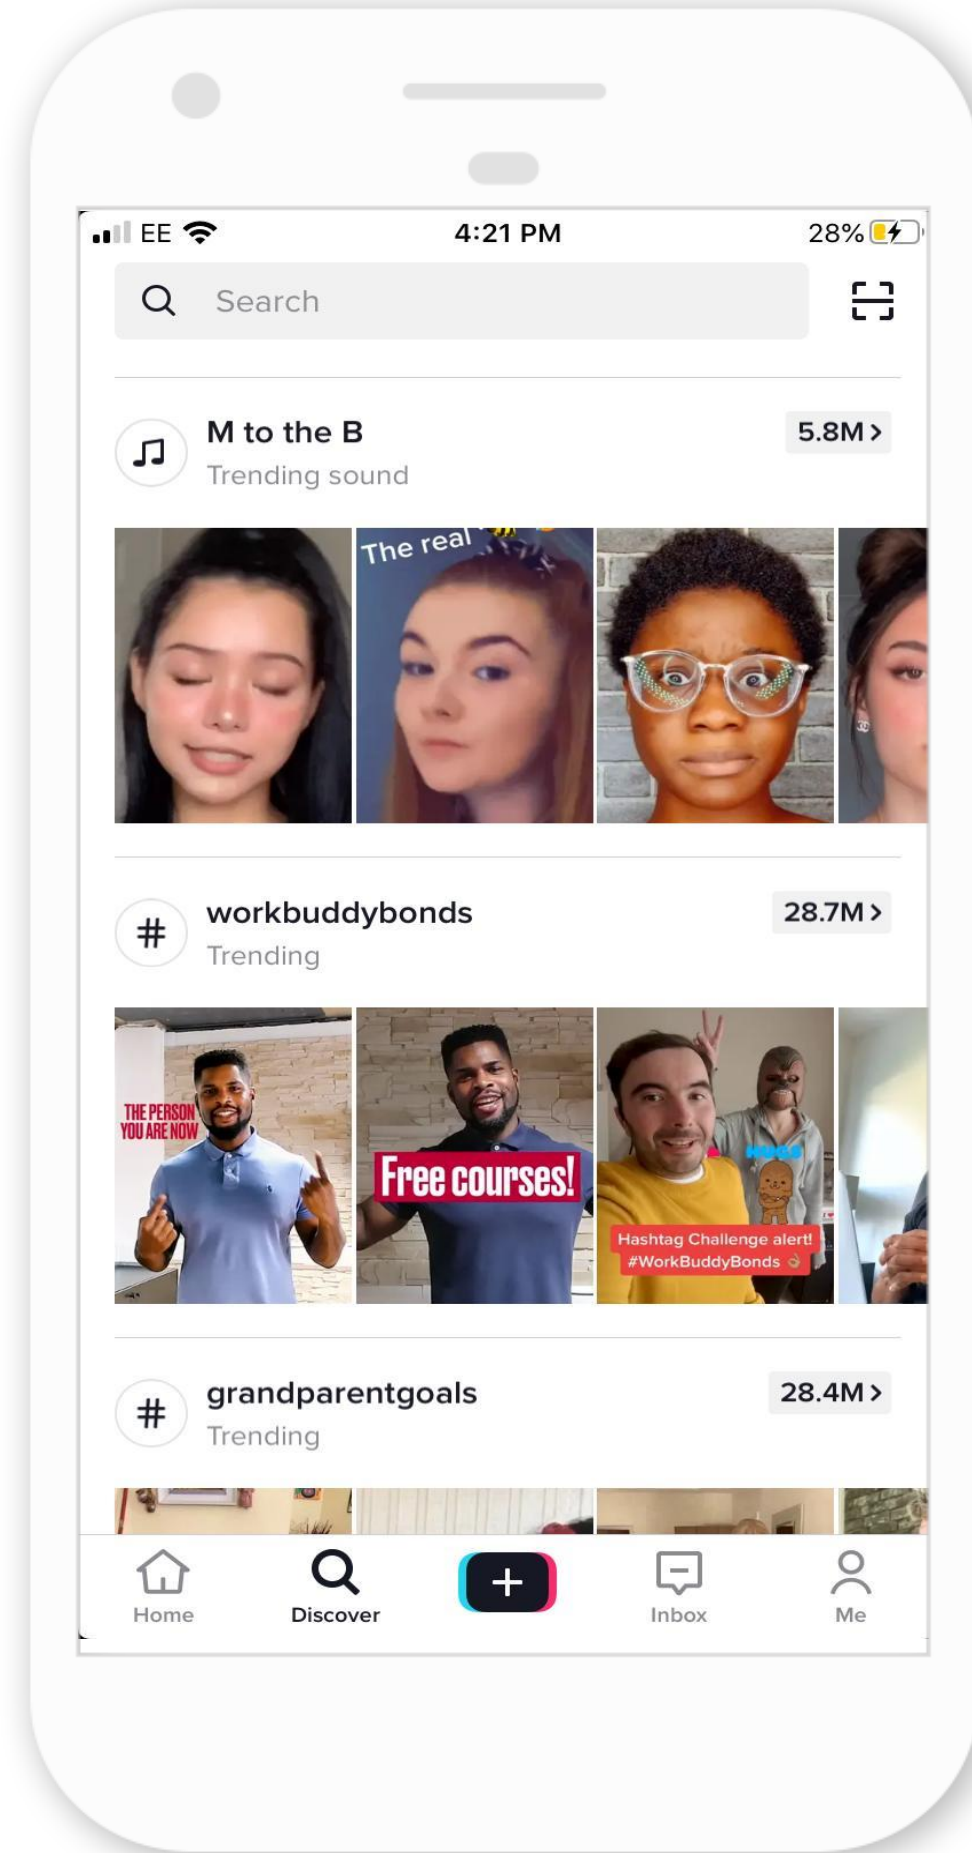 EE
4:21 PM
28%
Search
M to the B
5.8M >
Trending sound
The real
workbuddybonds
28.7M >
Trending
THE PERSON
YOU ARE NOW
Free courses!
HUGS
Hashtag Challenge alert!
#WorkBuddyBonds 👌🏽
grandparentgoals
28.4M >
Trending
Home
Discover
Inbox
Me